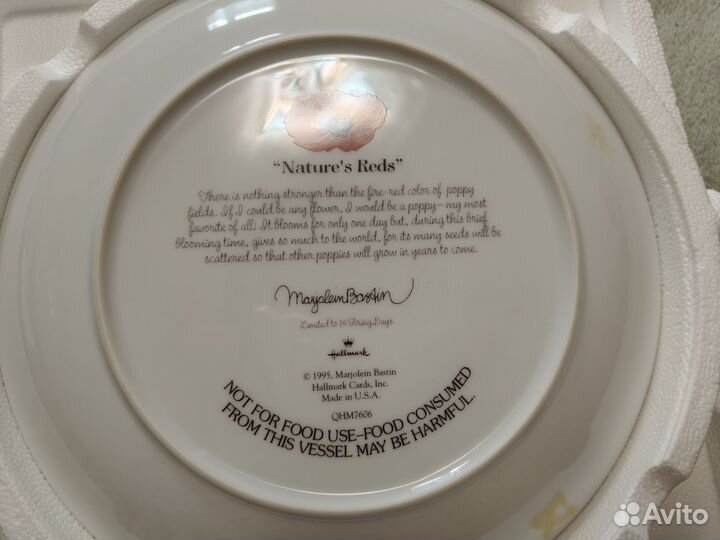 "Nature's Reds"
There is nothing stronger than the fire-red color of poppy
fields. If I could be any flower, I would be a poppy—my most
favorite of all! It blooms for only one day but, during this brief
blooming time, gives so much to the world, for its many seeds will be
scattered so that other poppies will grow in years to come.
Marjolein Bastin
Limited to 14 Firing Days
Hallmark
© 1995, Marjolein Bastin
Hallmark Cards, Inc.
Made in U.S.A.
QHM7606
NOT FOR FOOD USE–FOOD CONSUMED
FROM THIS VESSEL MAY BE HARMFUL.
Avito